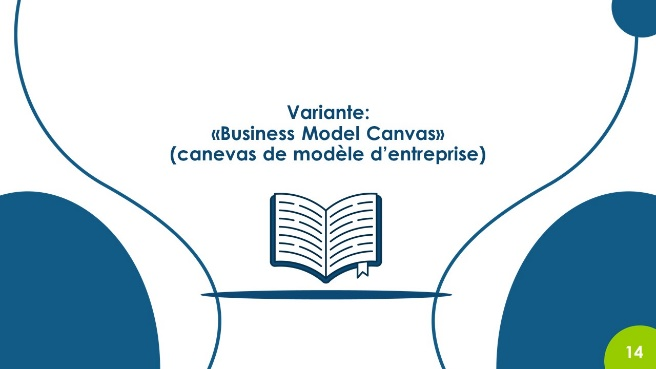 Variante:
«Business Model Canvas»
(canevas de modèle d’entreprise)
14